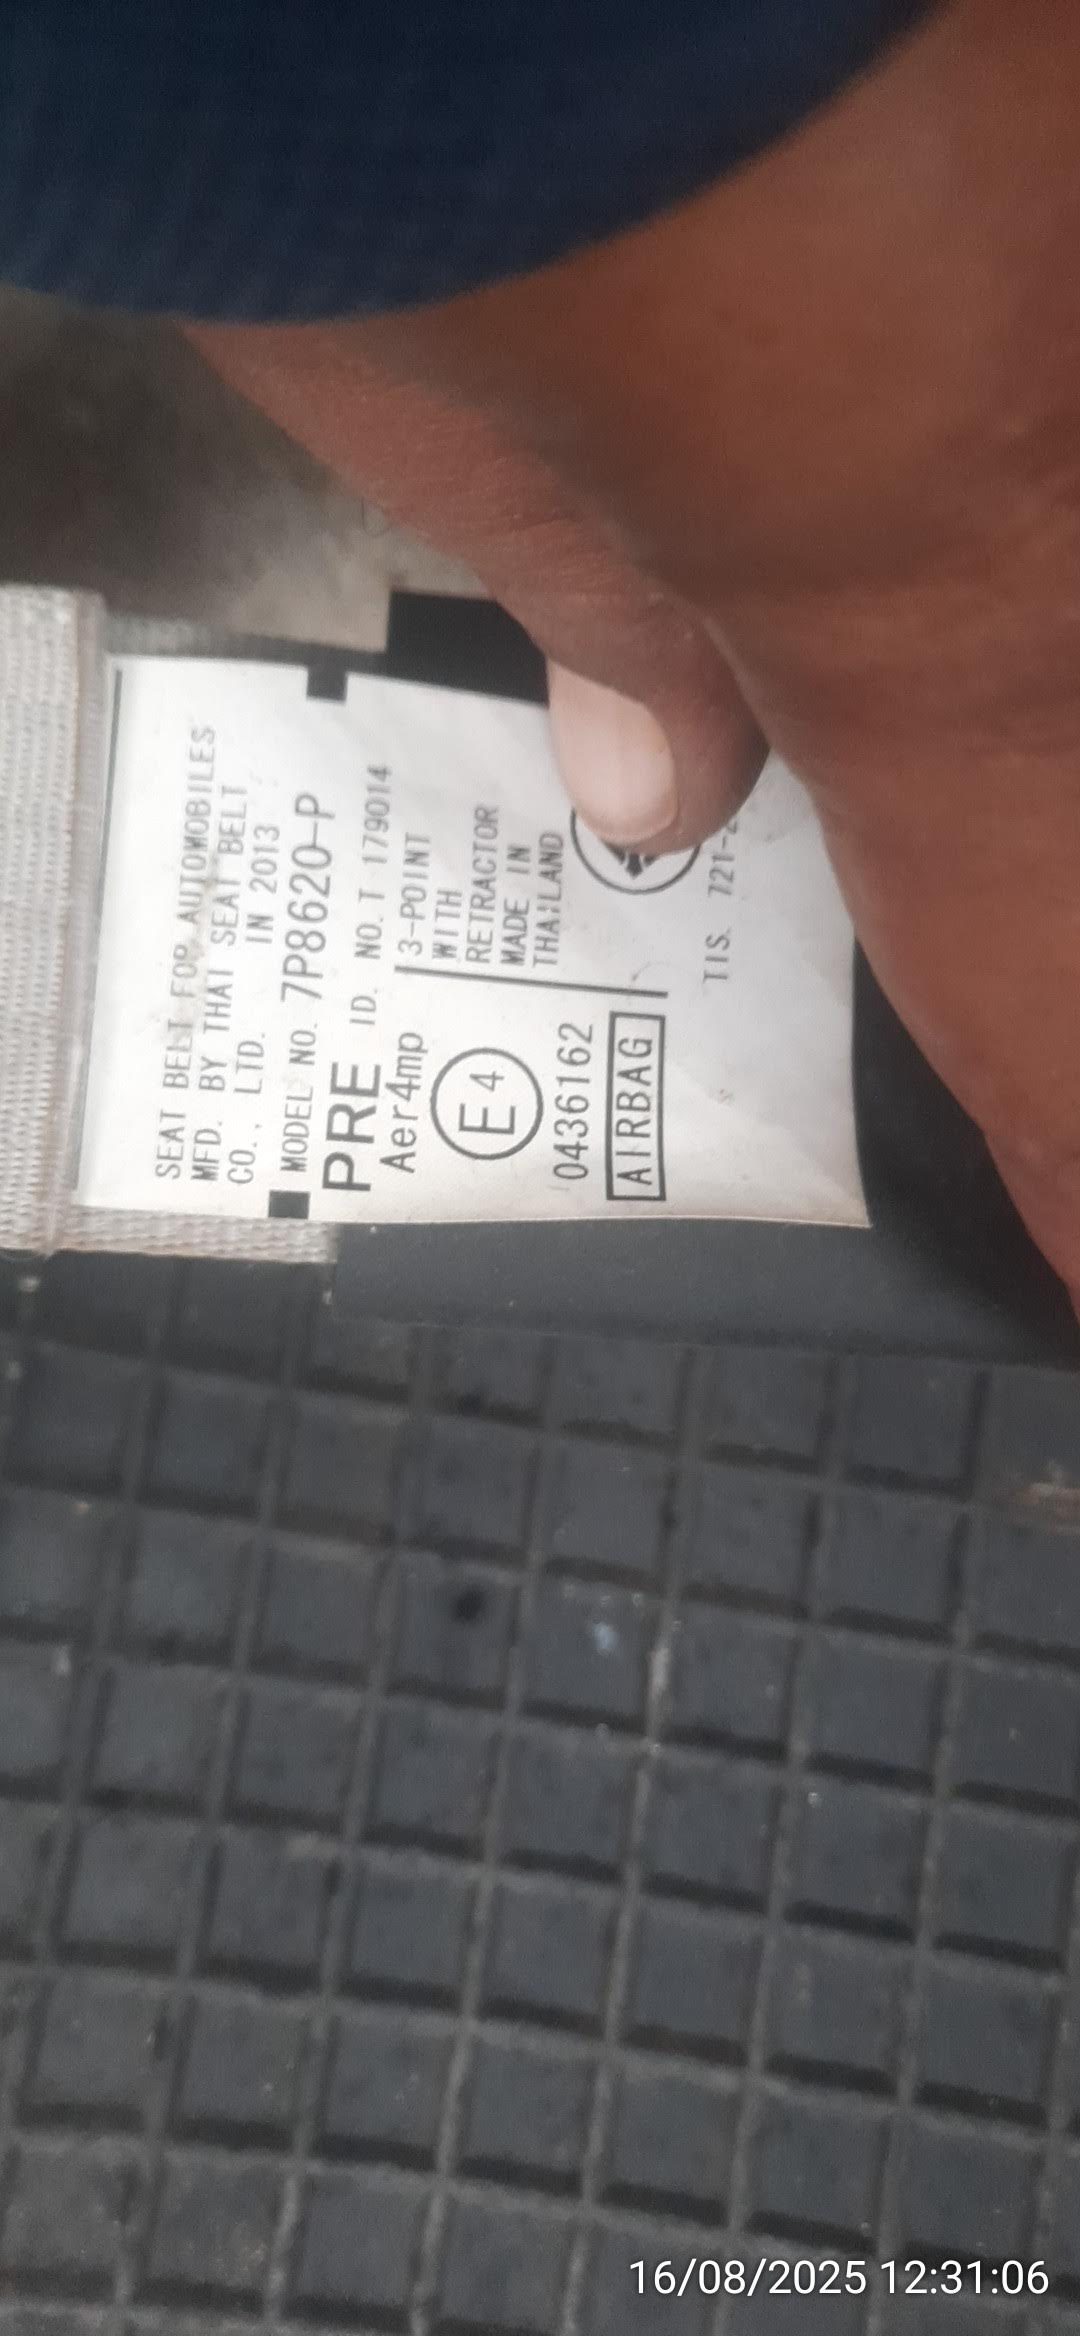 SEAT BELT FOR AUTOMOBILES
MFD. BY THAI SEAT BELT
CO., LTD. IN 2013
MODEL NO. 7P8620-P
PRE ID. NO. T 179014
Aer4mp
E4
0436162
AIRBAG
3-POINT
WITH
RETRACTOR
MADE IN
THAILAND
TIS. 721-
16/08/2025 12:31:06